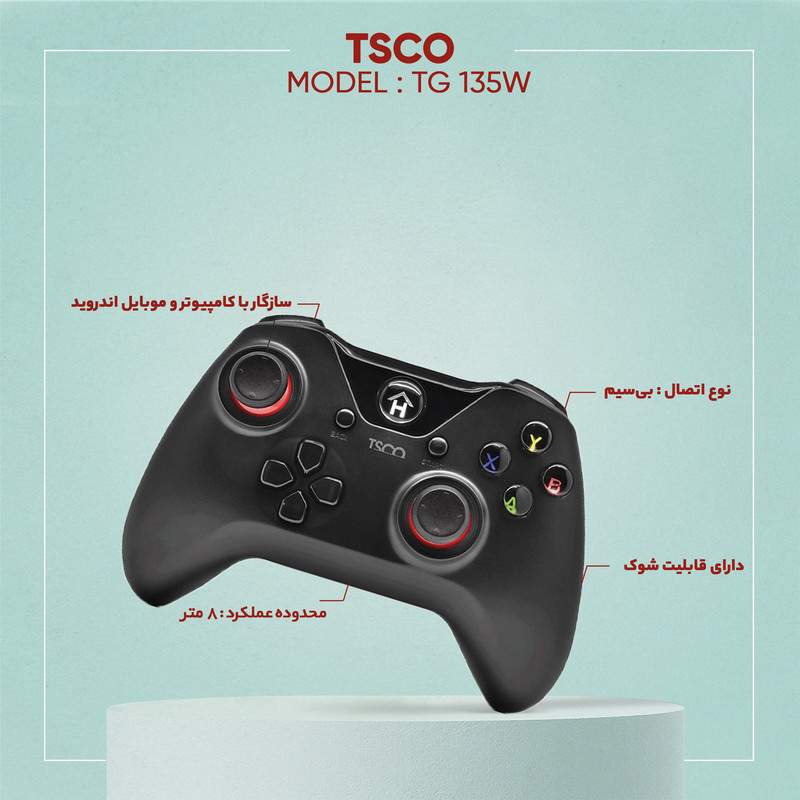 TSCO
MODEL : TG 135W
سازگار با کامپیوتر و موبایل اندروید
نوع اتصال : بی‌سیم
H
BACK
TSCO
Y
X
B
A
دارای قابلیت شوک
محدوده عملکرد : ۸ متر